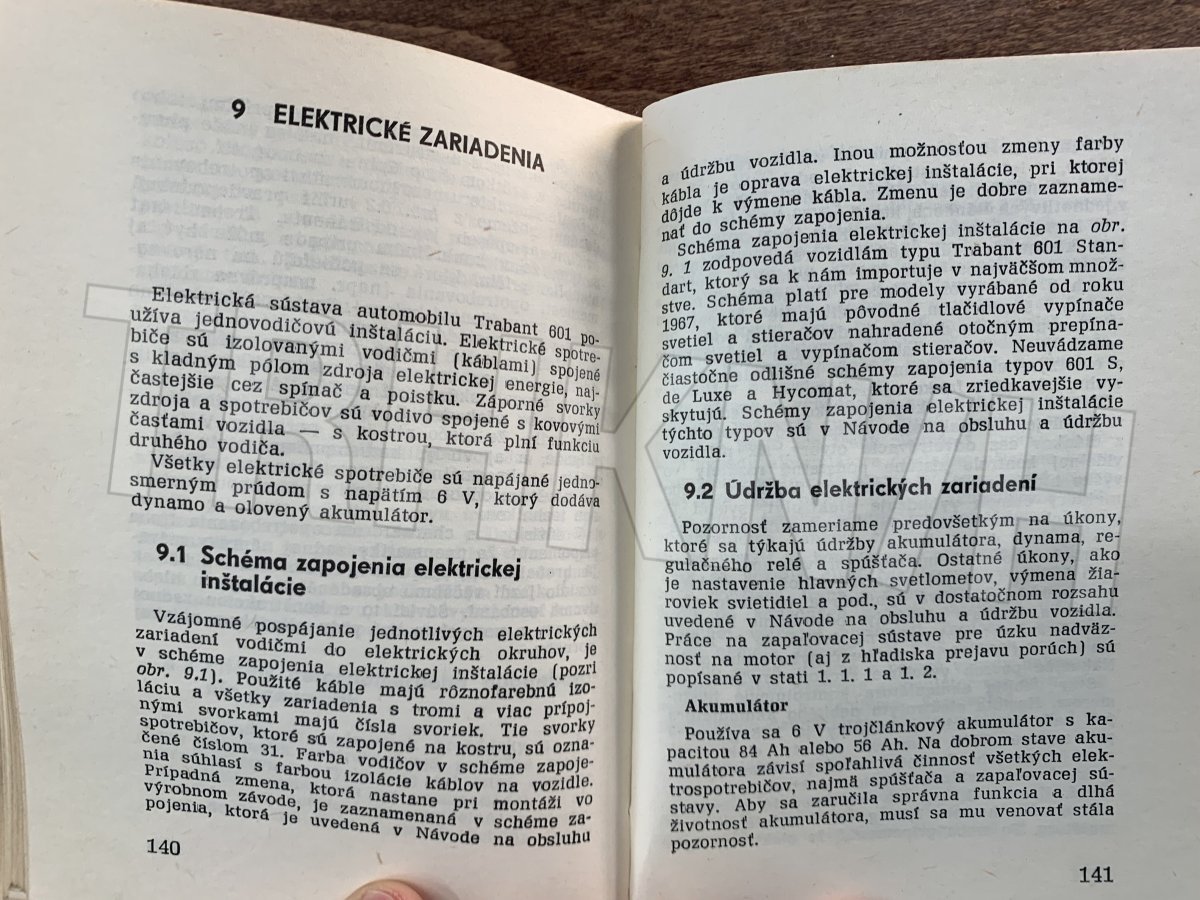 9 ELEKTRICKÉ ZARIADENIA
Elektrická sústava automobilu Trabant 601 po-
užíva jednovodičovú inštaláciu. Elektrické spotre-
biče sú izolovanými vodičmi (káblami) spojené
s kladným pólom zdroja elektrickej energie, naj-
častejšie cez spínač a poistku. Záporné svorky
zdroja a spotrebičov sú vodivo spojené s kovovými
časťami vozidla — s kostrou, ktorá plní funkciu
druhého vodiča.
Všetky elektrické spotrebiče sú napájané jedno-
smerným prúdom s napätím 6 V, ktorý dodáva
dynamo a olovený akumulátor.
9.1 Schéma zapojenia elektrickej
inštalácie
Vzájomné pospájanie jednotlivých elektrických
zariadení vodičmi do elektrických okruhov, je
v schéme zapojenia elektrickej inštalácie (pozri
obr. 9.1). Použité káble majú rôznofarebnú izo-
láciu a všetky zariadenia s tromi a viac prípoj-
nými svorkami majú čísla svoriek. Tie svorky
spotrebičov, ktoré sú zapojené na kostru, sú ozna-
čené číslom 31. Farba vodičov v schéme zapoje-
nia súhlasí s farbou izolácie káblov na vozidle.
Prípadná zmena, ktorá nastane pri montáži vo
výrobnom závode, je zaznamenaná v schéme za-
pojenia, ktorá je uvedená v Návode na obsluhu
140
a údržbu vozidla. Inou možnosťou zmeny farby
kábla je oprava elektrickej inštalácie, pri ktorej
dôjde k výmene kábla. Zmenu je dobre zazname-
nať do schémy zapojenia.
Schéma zapojenia elektrickej inštalácie na obr.
9. 1 zodpovedá vozidlám typu Trabant 601 Stan-
dart, ktorý sa k nám importuje v najväčšom množ-
stve. Schéma platí pre modely vyrábané od roku
1967, ktoré majú pôvodné tlačidlové vypínače
svetiel a stieračov nahradené otočným prepína-
čom svetiel a vypínačom stieračov. Neuvádzame
čiastočne odlišné schémy zapojenia typov 601 S,
de Luxe a Hycomat, ktoré sa zriedkavejšie vy-
skytujú. Schémy zapojenia elektrickej inštalácie
týchto typov sú v Návode na obsluhu a údržbu
vozidla.
9.2 Údržba elektrických zariadení
Pozornosť zameriame predovšetkým na úkony,
ktoré sa týkajú údržby akumulátora, dynama, re-
gulačného relé a spúšťača. Ostatné úkony, ako
je nastavenie hlavných svetlometov, výmena žia-
roviek svietidiel a pod., sú v dostatočnom rozsahu
uvedené v Návode na obsluhu a údržbu vozidla.
Práce na zapaľovacej sústave pre úzku nadväz-
nosť na motor (aj z hľadiska prejavu porúch) sú
popísané v stati 1. 1. 1 a 1. 2.
Akumulátor
Používa sa 6 V trojčlánkový akumulátor s ka-
pacitou 84 Ah alebo 56 Ah. Na dobrom stave aku-
mulátora závisí spoľahlivá činnosť všetkých elek-
trospotrebičov, najmä spúšťača a zapaľovacej sú-
stavy. Aby sa zaručila správna funkcia a dlhá
životnosť akumulátora, musí sa mu venovať stála
pozornosť.
141